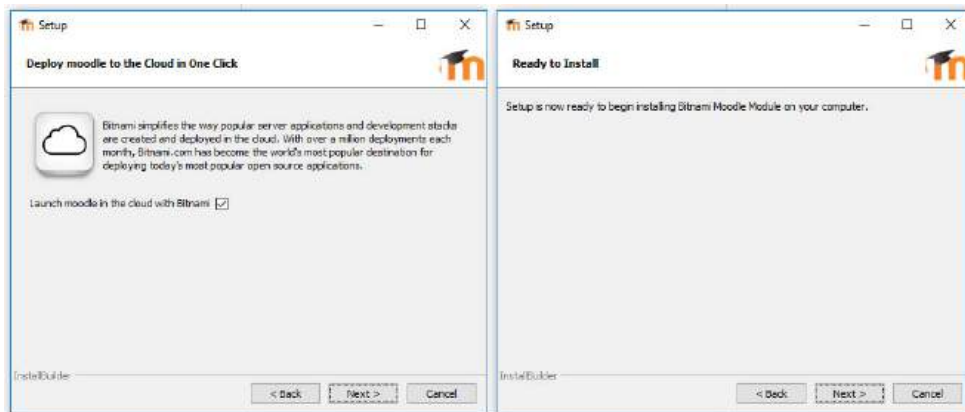 Setup
Deploy moodle to the Cloud in One Click
Bitnami simplifies the way popular server applications and development stacks
are created and deployed in the cloud. With over a million deployments each
month, Bitnami.com has become the world's most popular destination for
deploying today's most popular open source applications.
Launch moodle in the cloud with Bitnami
InstallBuilder
< Back Next > Cancel
Setup
Ready to Install
Setup is now ready to begin installing Bitnami Moodle Module on your computer.
InstallBuilder
< Back Next > Cancel